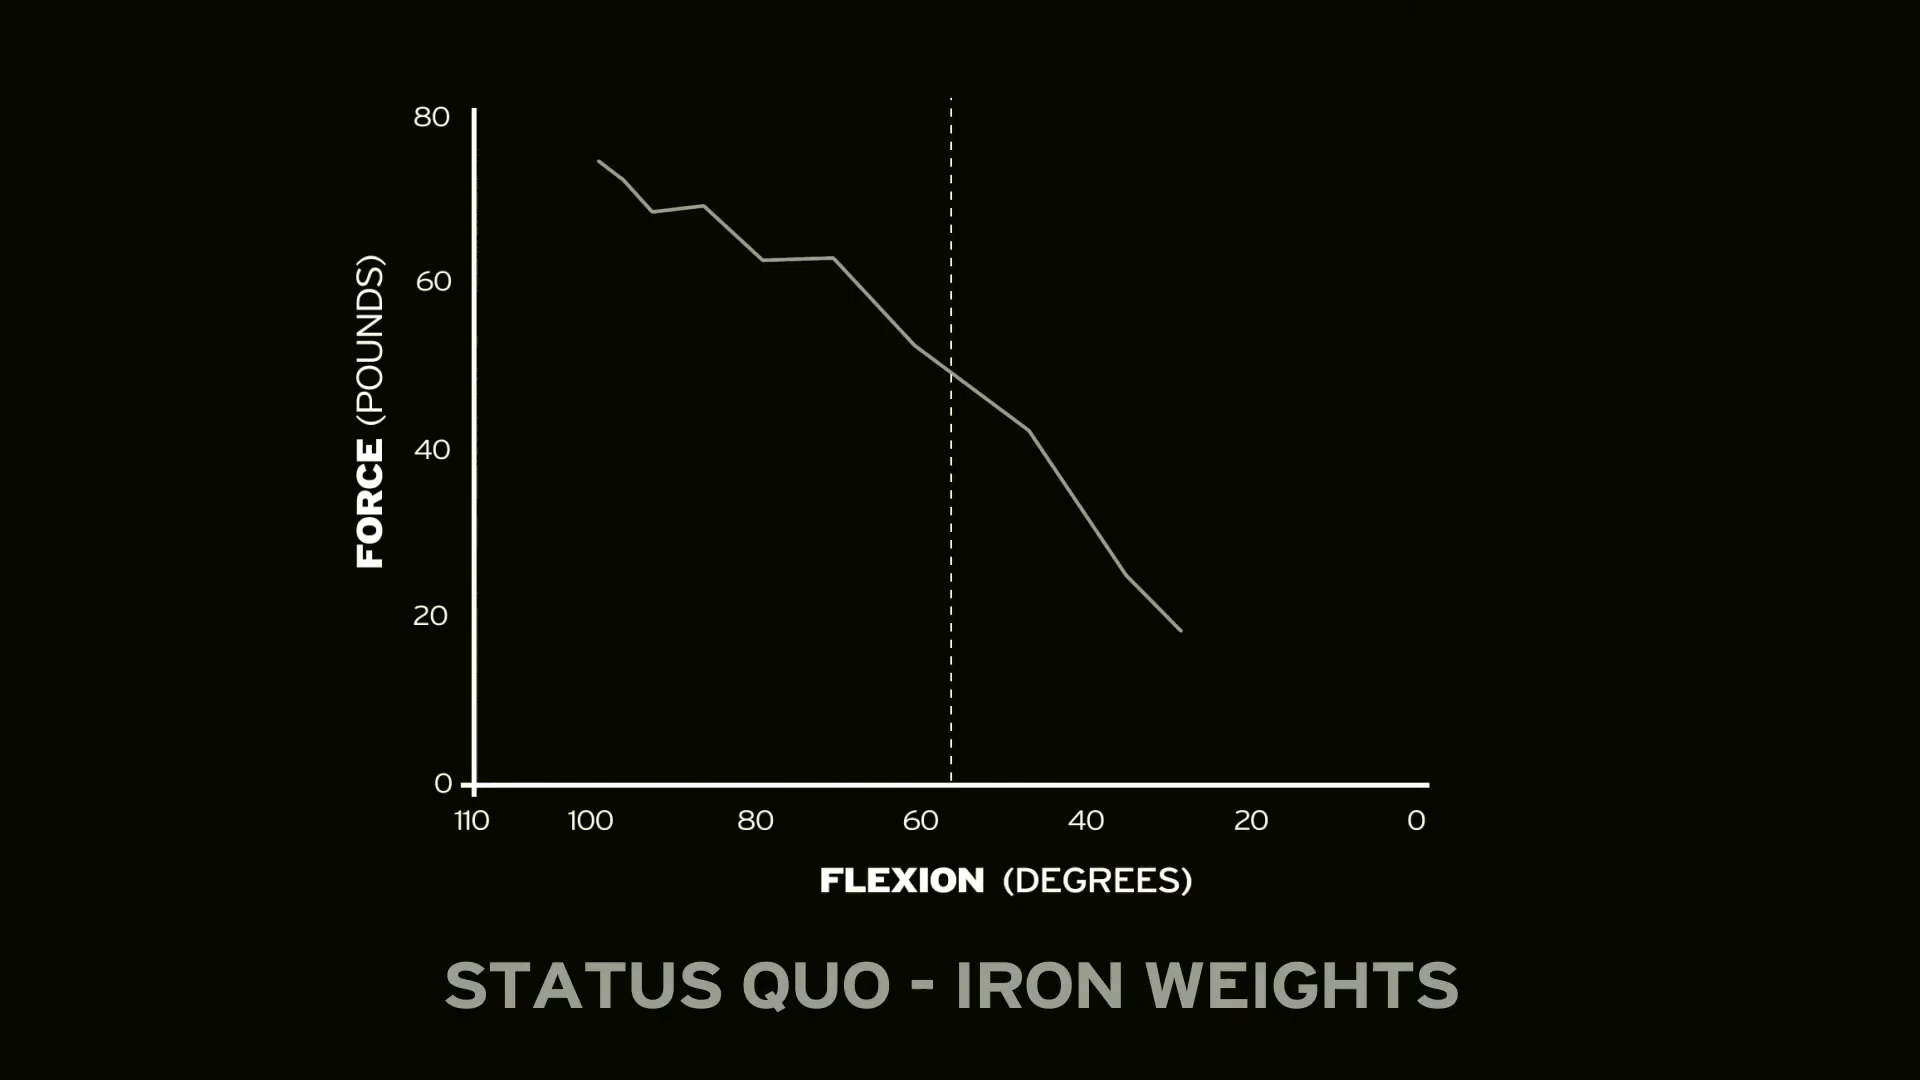 80
60
40
20
0
FORCE (POUNDS)
110 100 80 60 40 20 0
FLEXION (DEGREES)
STATUS QUO - IRON WEIGHTS